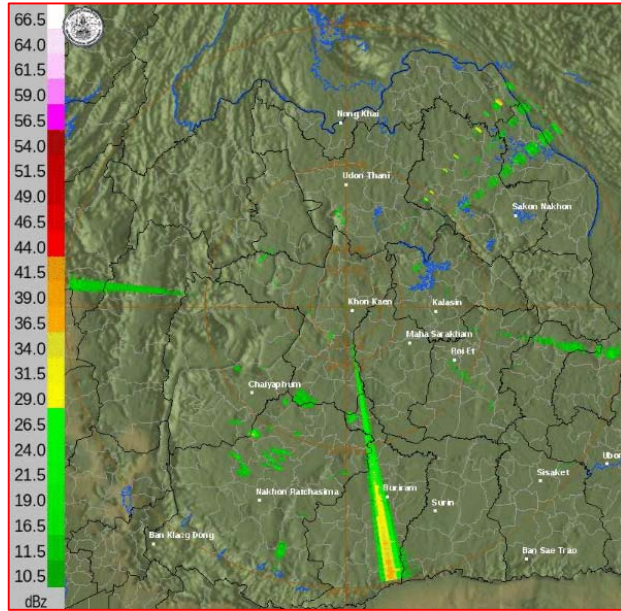 66.5
64.0
61.5
59.0
56.5
54.0
51.5
49.0
46.5
44.0
41.5
39.0
36.5
34.0
31.5
29.0
26.5
24.0
21.5
19.0
16.5
11.5
10.5
dBz
Nong Khai
Udon Thani
Sakon Nakhon
Khon Kaen
Kalasin
Maha Sarakham
Roi Et
Chaiyaphum
Buriram
Nakhon Ratchasima
Surin
Sisaket
Ubon
Ban Klang Dong
Ban Sae Trao